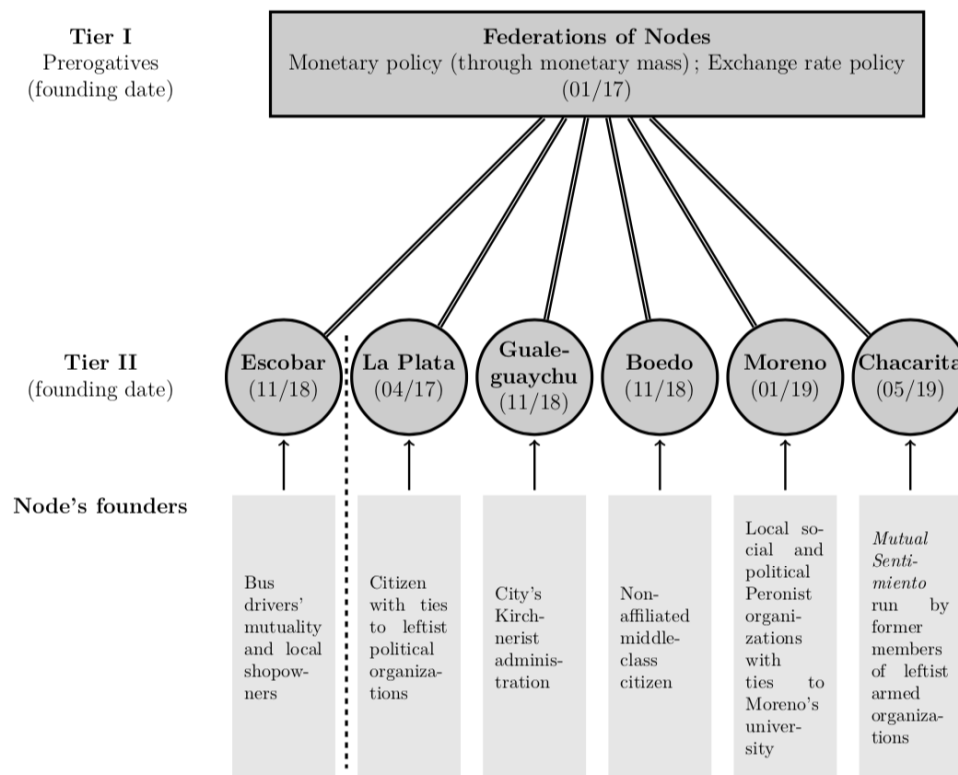 Tier I
Prerogatives
(founding date)
Federations of Nodes
Monetary policy (through monetary mass) ; Exchange rate policy
(01/17)
Tier II
(founding date)
Escobar
(11/18)
La Plata
(04/17)
Guale-
guaychu
(11/18)
Boedo
(11/18)
Moreno
(01/19)
Chacarita
(05/19)
Node's founders
Bus
drivers'
mutuality
and local
shopow-
ners
Citizen
with ties
to leftist
political
organiza-
tions
City's
Kirch-
nerist
adminis-
tration
Non-
affiliated
middle-
class
citizen
Local so-
cial and
political
Peronist
organi-
zations
with
ties to
Moreno's
univer-
sity
Mutual
Senti-
miento
run by
former
members
of leftist
armed
organiza-
tions